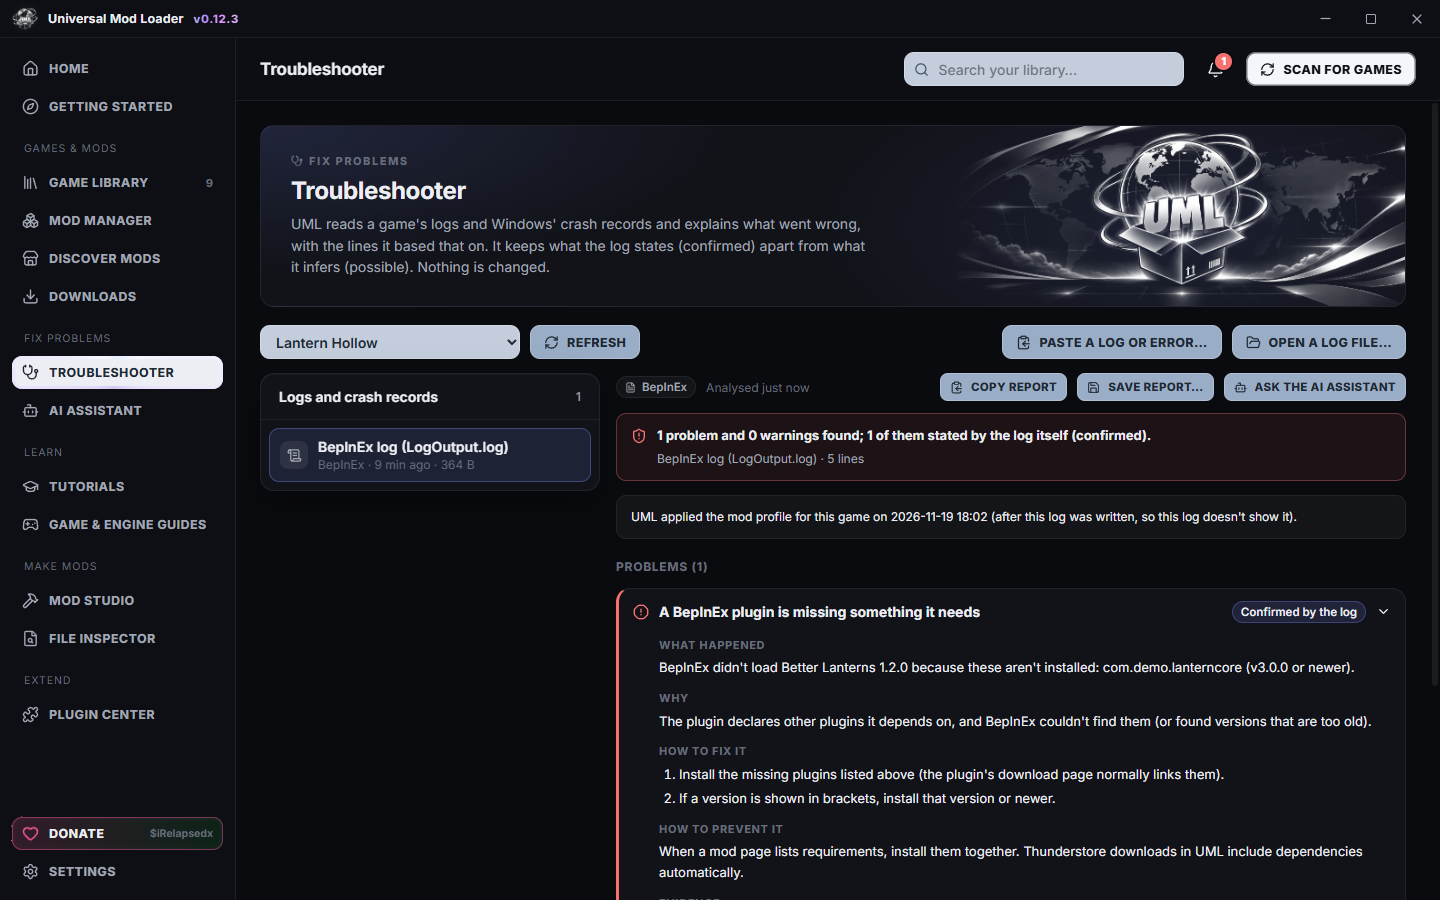 Universal Mod Loader v0.12.3
HOME
GETTING STARTED
GAMES & MODS
GAME LIBRARY 9
MOD MANAGER
DISCOVER MODS
DOWNLOADS
FIX PROBLEMS
TROUBLESHOOTER
AI ASSISTANT
LEARN
TUTORIALS
GAME & ENGINE GUIDES
MAKE MODS
MOD STUDIO
FILE INSPECTOR
EXTEND
PLUGIN CENTER
DONATE $iRelapsedx
SETTINGS
Troubleshooter
Search your library...
1
SCAN FOR GAMES
FIX PROBLEMS
Troubleshooter
UML reads a game's logs and Windows' crash records and explains what went wrong,
with the lines it based that on. It keeps what the log states (confirmed) apart from what
it infers (possible). Nothing is changed.
UML
Lantern Hollow
REFRESH
PASTE A LOG OR ERROR...
OPEN A LOG FILE...
Logs and crash records 1
BepInEx log (LogOutput.log)
BepInEx · 9 min ago · 364 B
BepInEx Analysed just now
COPY REPORT
SAVE REPORT...
ASK THE AI ASSISTANT
1 problem and 0 warnings found; 1 of them stated by the log itself (confirmed).
BepInEx log (LogOutput.log) · 5 lines
UML applied the mod profile for this game on 2026-11-19 18:02 (after this log was written, so this log doesn't show it).
PROBLEMS (1)
A BepInEx plugin is missing something it needs
Confirmed by the log
WHAT HAPPENED
BepInEx didn't load Better Lanterns 1.2.0 because these aren't installed: com.demo.lanterncore (v3.0.0 or newer).
WHY
The plugin declares other plugins it depends on, and BepInEx couldn't find them (or found versions that are too old).
HOW TO FIX IT
1. Install the missing plugins listed above (the plugin's download page normally links them).
2. If a version is shown in brackets, install that version or newer.
HOW TO PREVENT IT
When a mod page lists requirements, install them together. Thunderstore downloads in UML include dependencies
automatically.